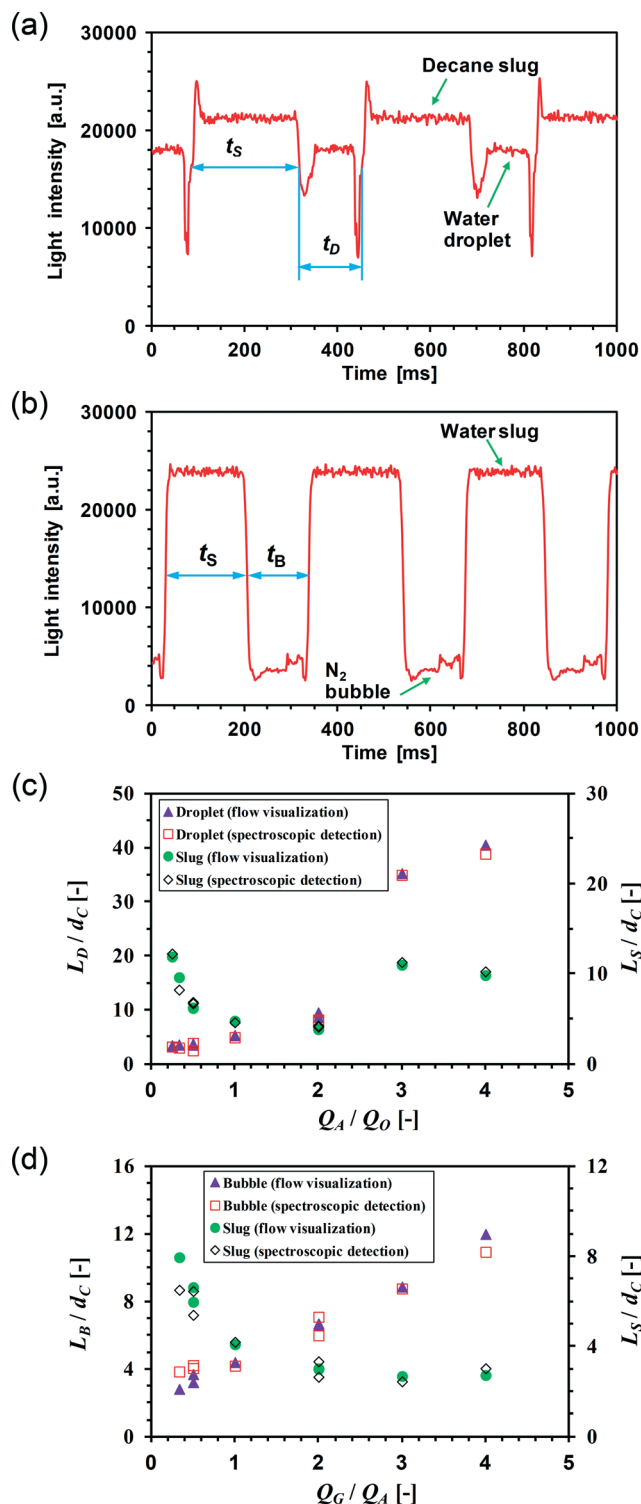 (a)
30000
25000
20000
15000
10000
5000
0
Light intensity [a.u.]
Decane slug
tS
tD
Water
droplet
0 200 400 600 800 1000
Time [ms]
(b)
30000
20000
10000
0
Light intensity [a.u.]
Water slug
tS
tB
N2
bubble
0 200 400 600 800 1000
Time [ms]
(c)
50
40
30
20
10
0
LD / dC [-]
Droplet (flow visualization)
Droplet (spectroscopic detection)
Slug (flow visualization)
Slug (spectroscopic detection)
30
20
10
0
LS / dC [-]
0 1 2 3 4 5
QA / QO [-]
(d)
16
12
8
4
0
LB / dC [-]
Bubble (flow visualization)
Bubble (spectroscopic detection)
Slug (flow visualization)
Slug (spectroscopic detection)
12
8
4
0
LS / dC [-]
0 1 2 3 4 5
QG / QA [-]